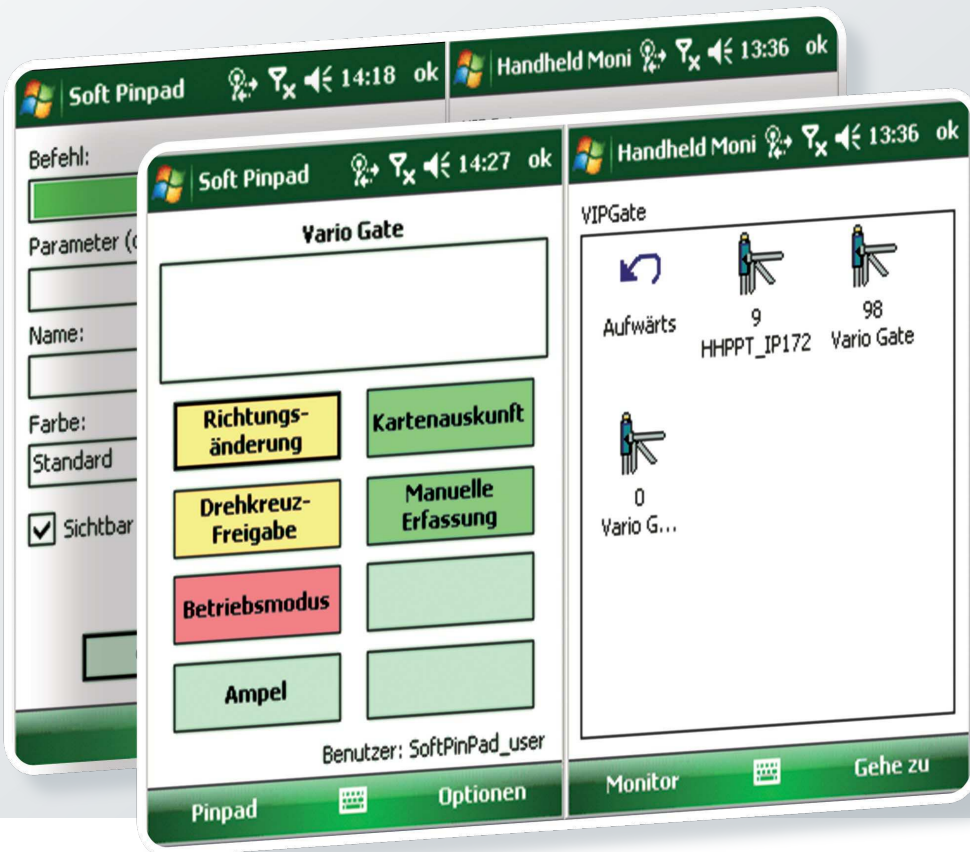 Soft Pinpad 14:18 ok
Handheld Moni 13:36 ok
Befehl:
Parameter (
Name:
Farbe:
Standard
Sichtbar
Soft Pinpad 14:27 ok
Vario Gate
Richtungs-
änderung
Kartenauskunft
Drehkreuz-
Freigabe
Manuelle
Erfassung
Betriebsmodus
Ampel
Benutzer: SoftPinPad_user
Pinpad
Optionen
Handheld Moni 13:36 ok
VIPGate
Aufwärts
9
HHPPT_IP172
98
Vario Gate
0
Vario G...
Monitor
Gehe zu